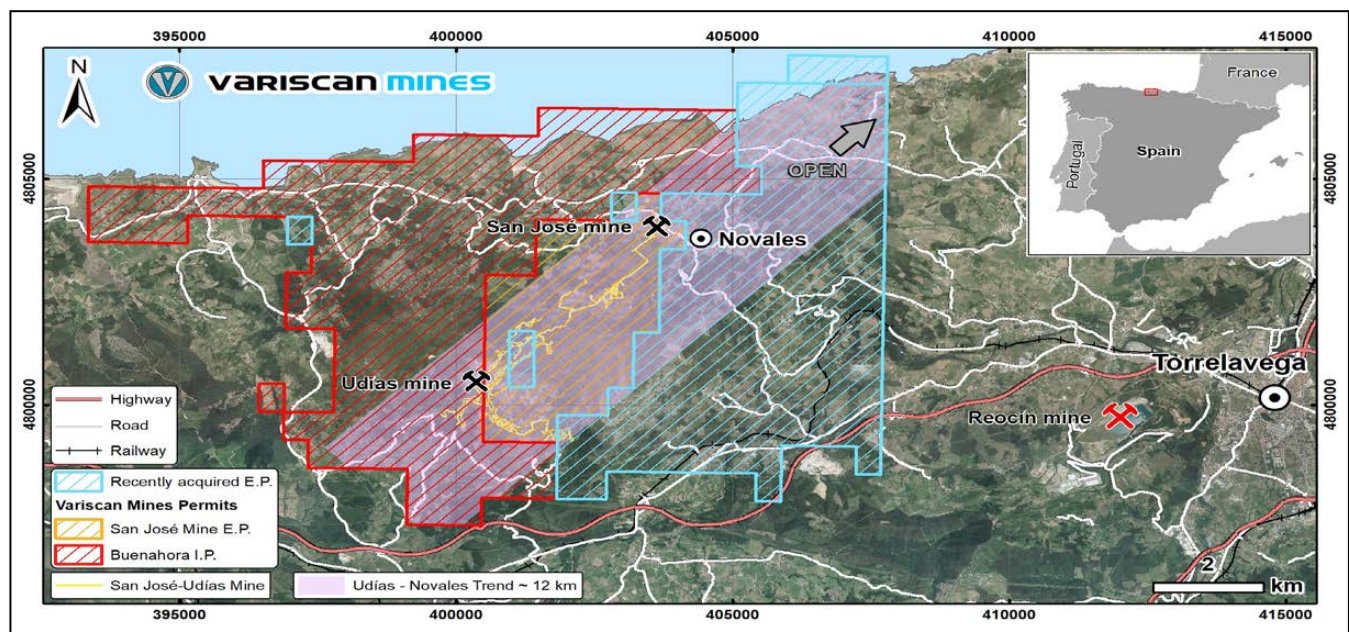 395000 400000 405000 410000 415000
N
VARISCAN MINES
France
Portugal
Spain
4805000
4805000
OPEN
San José mine
Novales
Udías mine
Torrelavega
Reocín mine
4800000
4800000
Highway
Road
Railway
Recently acquired E.P.
Variscan Mines Permits
San José Mine E.P.
Buenahora I.P.
San José-Udías Mine
Udías - Novales Trend ~ 12 km
2
km
395000 400000 405000 410000 415000